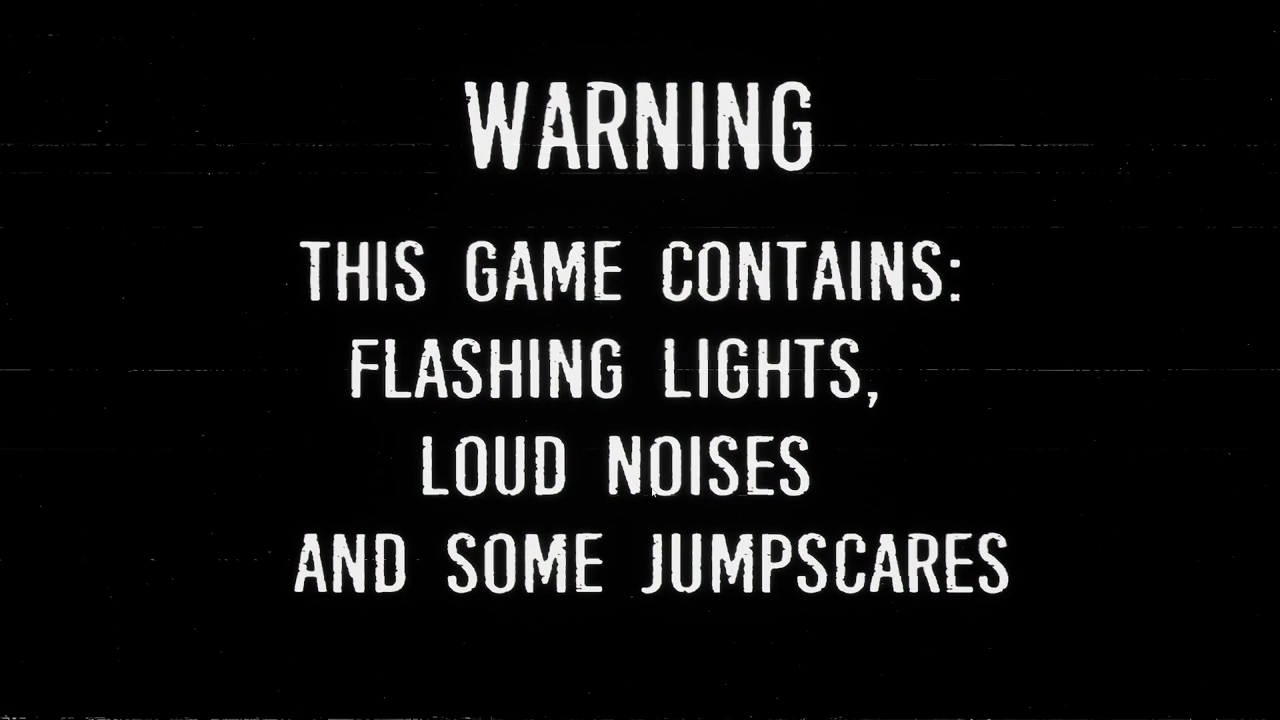 WARNING
THIS GAME CONTAINS:
FLASHING LIGHTS,
LOUD NOISES
AND SOME JUMPSCARES